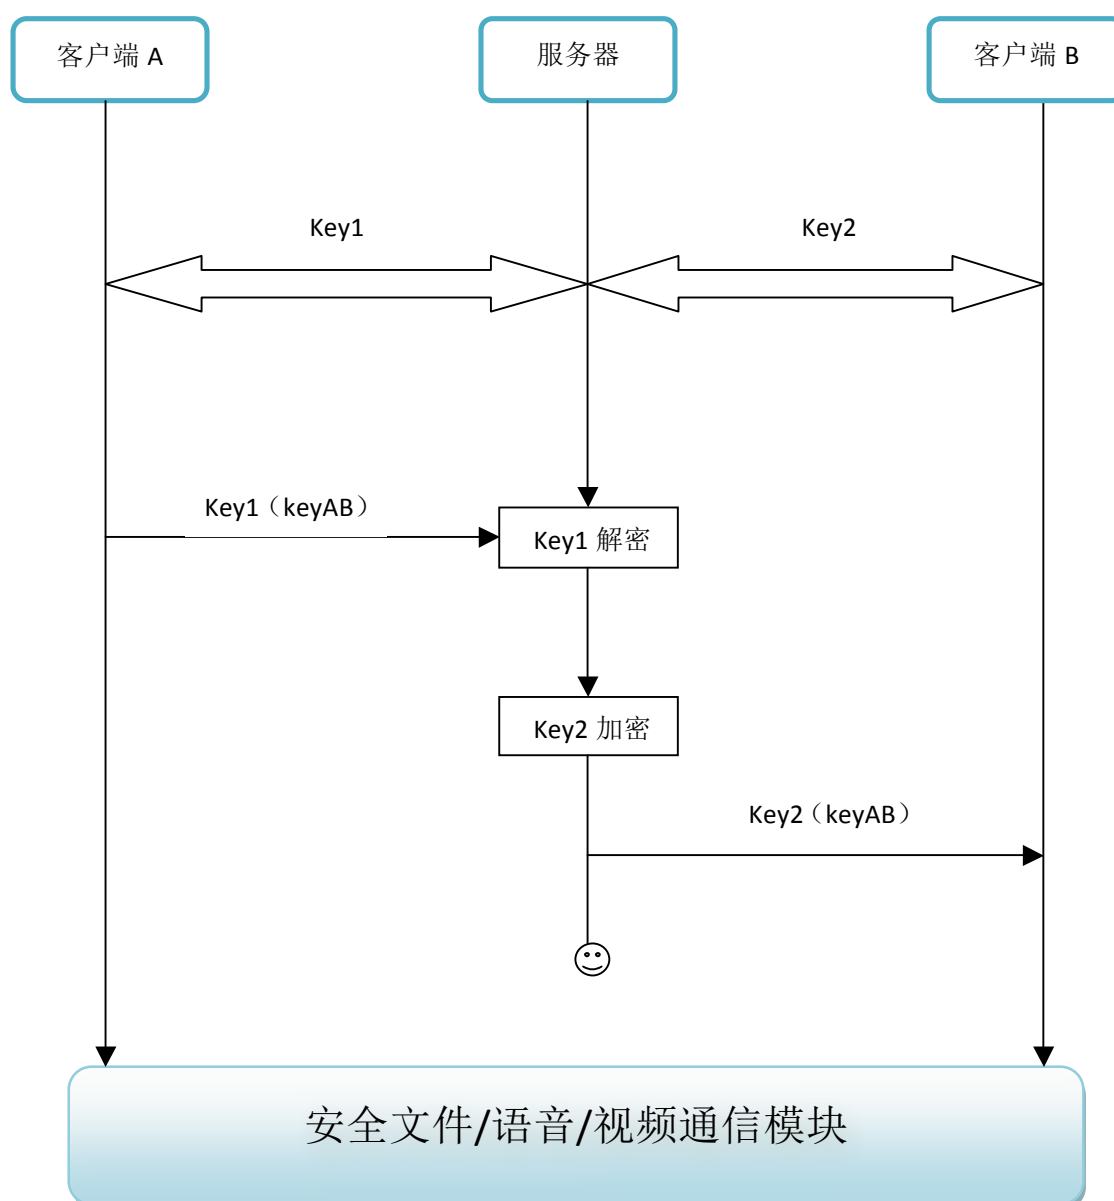 客户端 A
服务器
客户端 B
Key1
Key2
Key1（keyAB）
Key1 解密
Key2 加密
Key2（keyAB）
安全文件/语音/视频通信模块